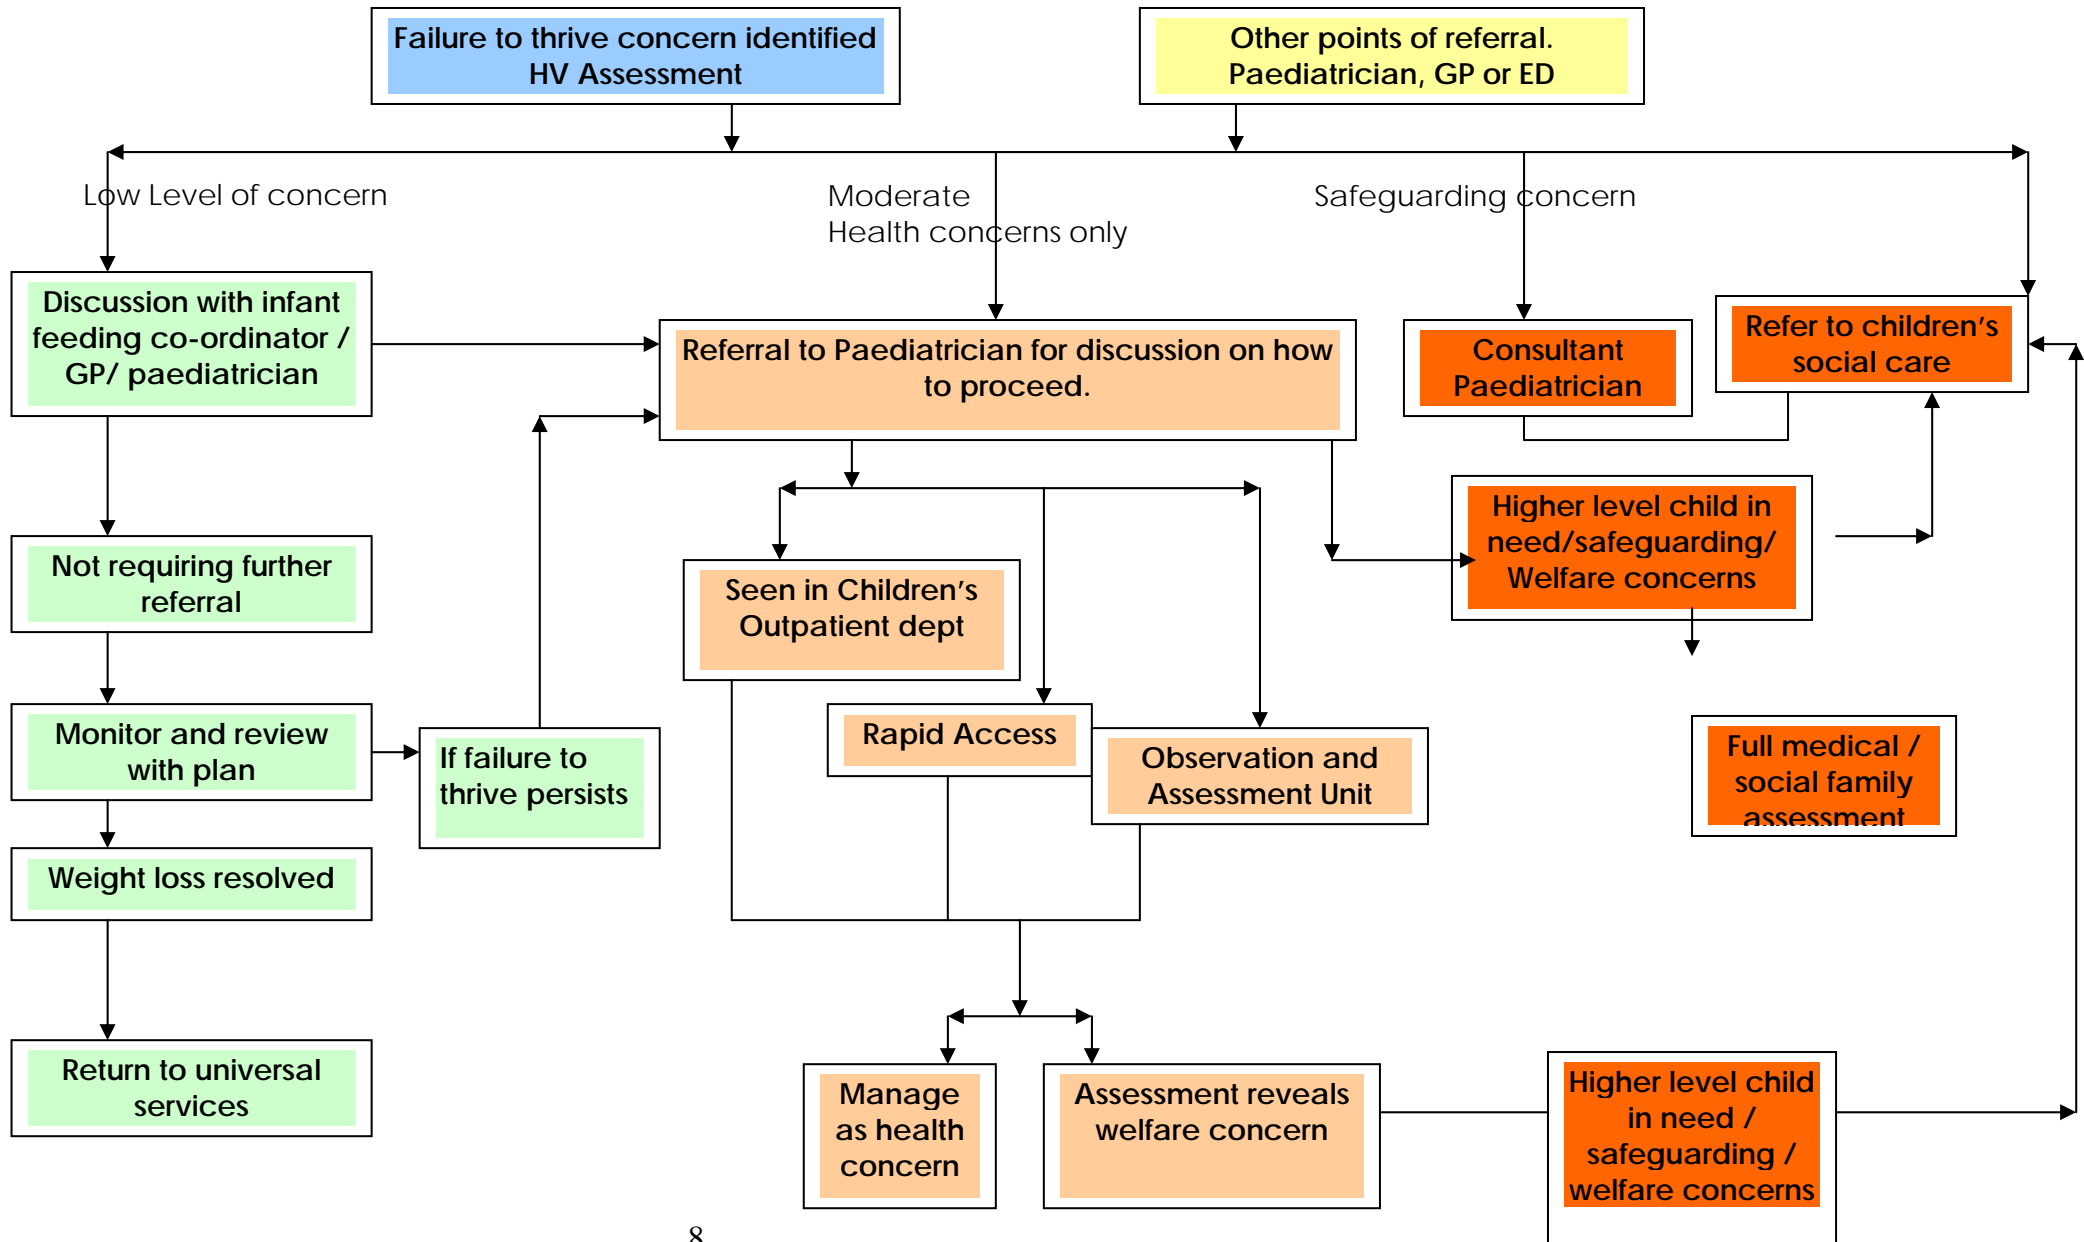 Failure to thrive concern identified
HV Assessment
Other points of referral.
Paediatrician, GP or ED
Low Level of concern
Moderate
Health concerns only
Safeguarding concern
Discussion with infant
feeding co-ordinator /
GP/ paediatrician
Referral to Paediatrician for discussion on how
to proceed.
Consultant
Paediatrician
Refer to children's
social care
Higher level child in
need/safeguarding/
Welfare concerns
Not requiring further
referral
Seen in Children's
Outpatient dept
Monitor and review
with plan
If failure to
thrive persists
Rapid Access
Observation and
Assessment Unit
Full medical /
social family
assessment
Weight loss resolved
Return to universal
services
Manage
as health
concern
Assessment reveals
welfare concern
Higher level child
in need /
safeguarding /
welfare concerns
8